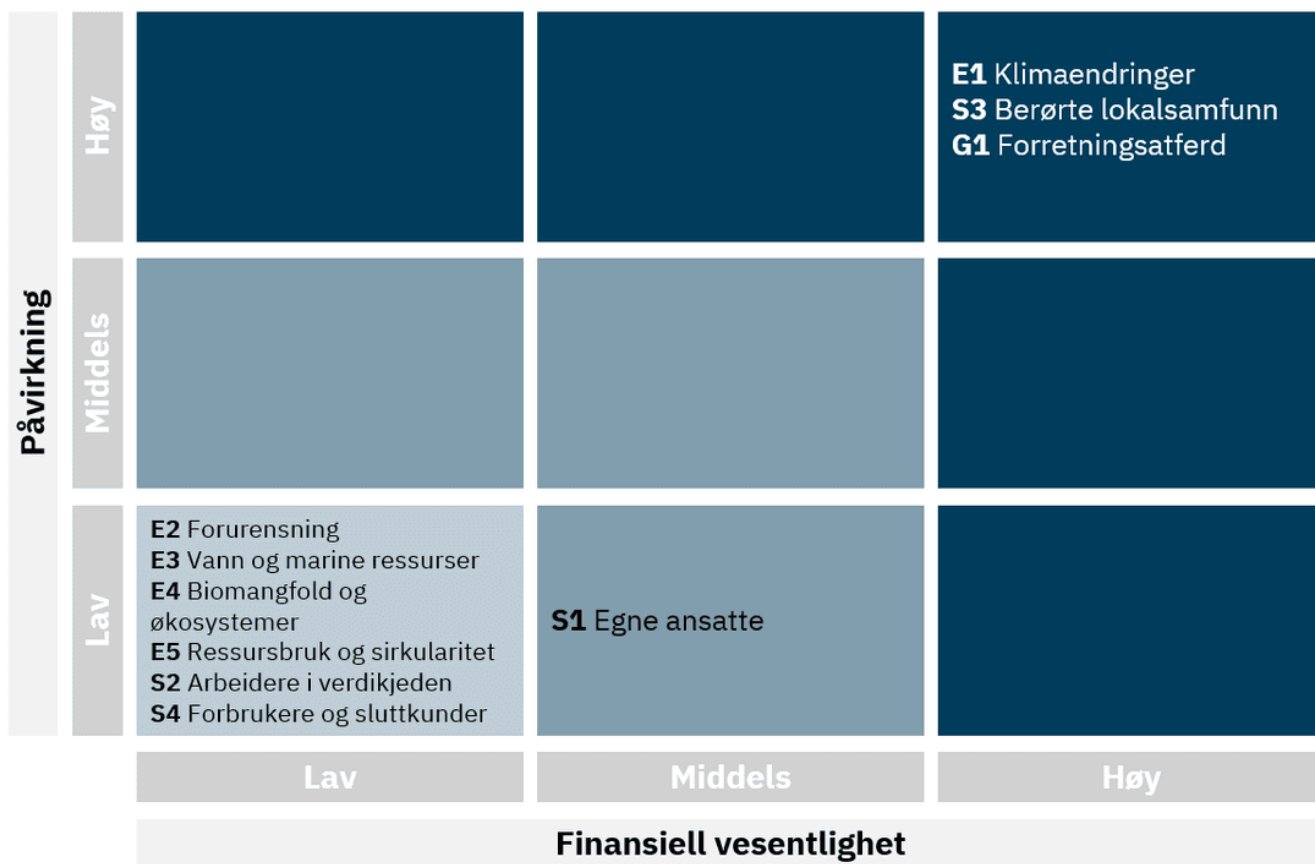 Påvirkning
Høy
E1 Klimaendringer
S3 Berørte lokalsamfunn
G1 Forretningsatferd
Middels
Lav
E2 Forurensning
E3 Vann og marine ressurser
E4 Biomangfold og
økosystemer
E5 Ressursbruk og sirkularitet
S2 Arbeidere i verdikjeden
S4 Forbrukere og sluttkunder
S1 Egne ansatte
Lav
Middels
Høy
Finansiell vesentlighet